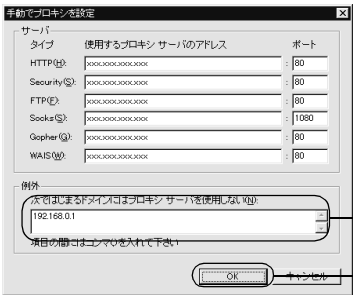 手動でプロキシを設定
サーバ
タイプ 使用するプロキシ サーバのアドレス ポート
HTTP(H): xxx.xxx.xxx.xxx : 80
Security(S): xxx.xxx.xxx.xxx : 80
FTP(F): xxx.xxx.xxx.xxx : 80
Socks(S): xxx.xxx.xxx.xxx : 1080
Gopher(G): xxx.xxx.xxx.xxx : 80
WAIS(W): xxx.xxx.xxx.xxx : 80
例外
次ではじまるドメインにはプロキシ サーバを使用しない(N):
192.168.0.1
項目の間にはコンマ(,)を入れて下さい
OK キャンセル